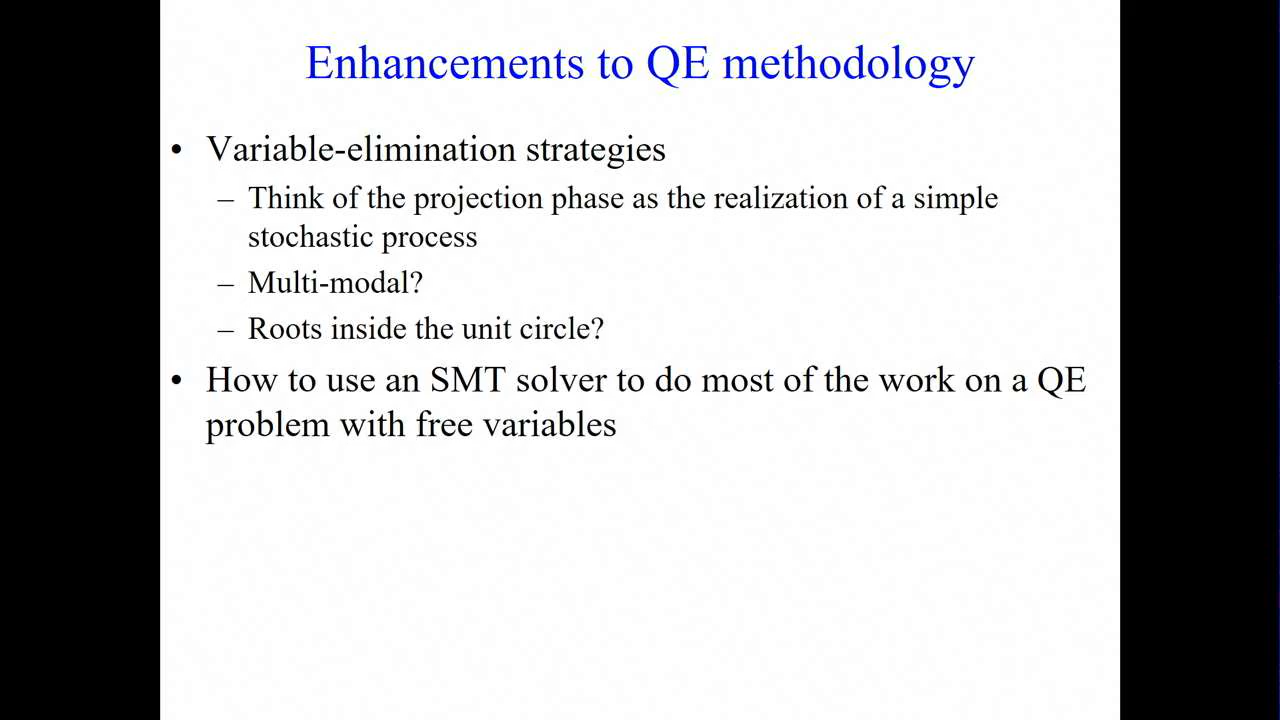 Enhancements to QE methodology
• Variable-elimination strategies
– Think of the projection phase as the realization of a simple
stochastic process
– Multi-modal?
– Roots inside the unit circle?
• How to use an SMT solver to do most of the work on a QE
problem with free variables